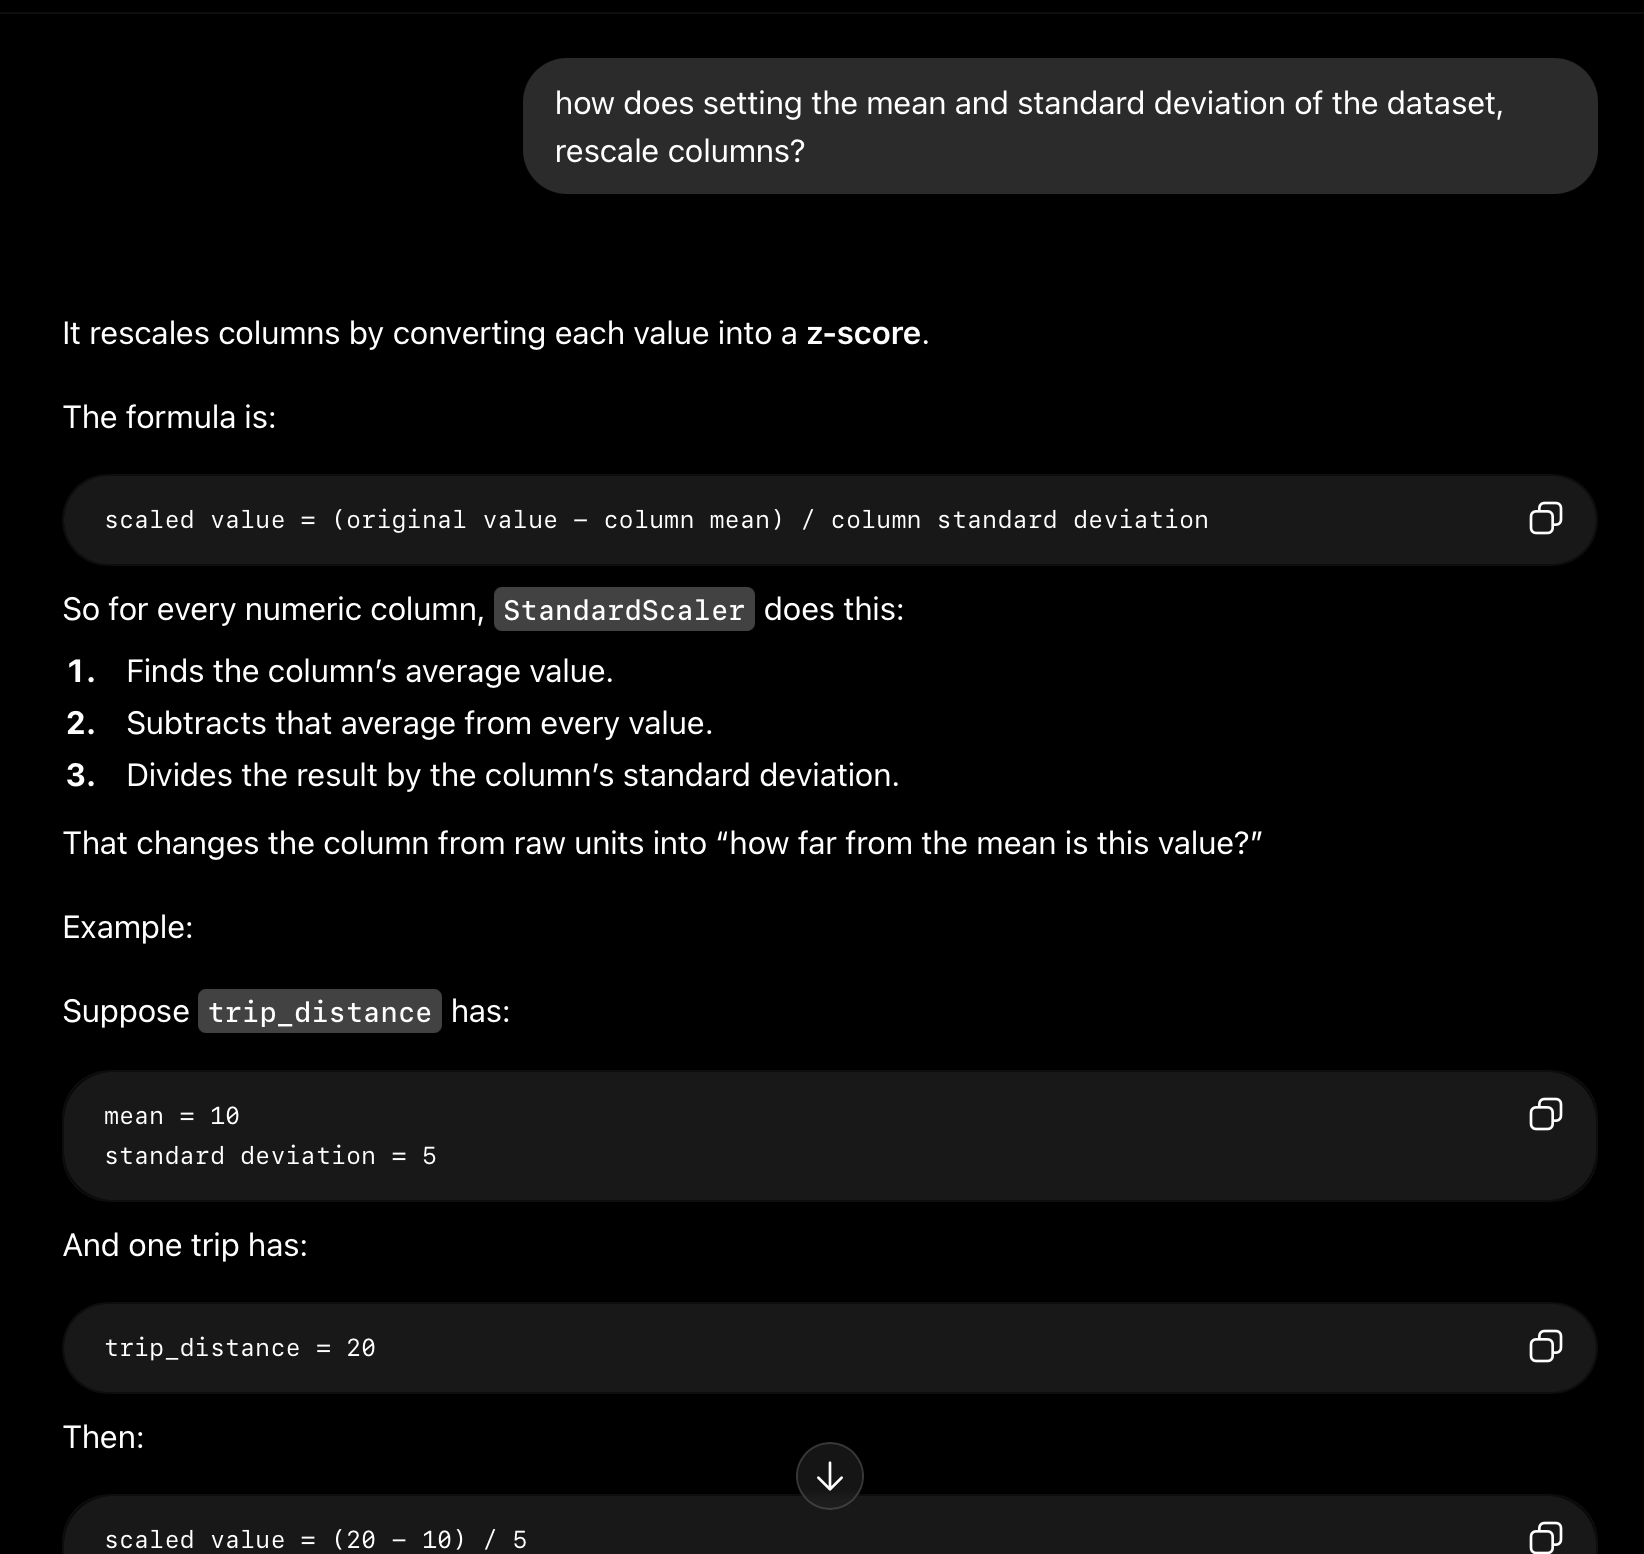 how does setting the mean and standard deviation of the dataset,
rescale columns?
It rescales columns by converting each value into a z-score.
The formula is:
scaled value = (original value − column mean) / column standard deviation
So for every numeric column, StandardScaler does this:
1. Finds the column’s average value.
2. Subtracts that average from every value.
3. Divides the result by the column’s standard deviation.
That changes the column from raw units into “how far from the mean is this value?”
Example:
Suppose trip_distance has:
mean = 10
standard deviation = 5
And one trip has:
trip_distance = 20
Then:
scaled value = (20 − 10) / 5